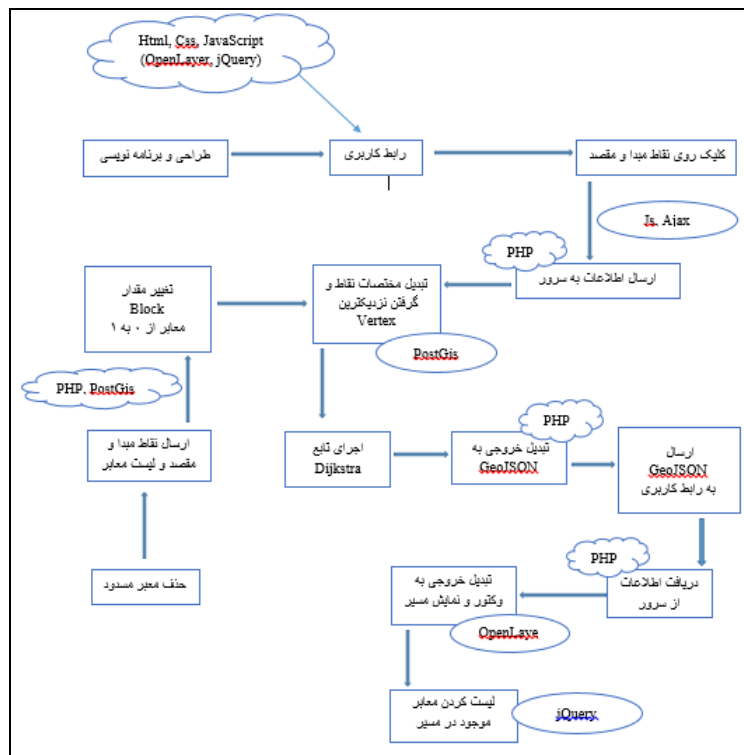 Html, Css, JavaScript
(OpenLayer, jQuery)
طراحی و برنامه نویسی
رابط کاربری
کلیک روی نقاط مبدا و مقصد
Js, Ajax
PHP
ارسال اطلاعات به سرور
تبدیل مختصات نقاط و
گرفتن نزدیکترین
Vertex
PostGis
تغییر مقدار
Block
معابر از ۰ به ۱
PHP, PostGis
ارسال نقاط مبدا و
مقصد و لیست معابر
حذف معبر مسدود
اجرای تابع
Dijkstra
PHP
تبدیل خروجی به
GeoJSON
ارسال
GeoJSON
به رابط کاربری
PHP
دریافت اطلاعات
از سرور
تبدیل خروجی به
وکتور و نمایش مسیر
OpenLaye
لیست کردن معابر
موجود در مسیر
jQuery